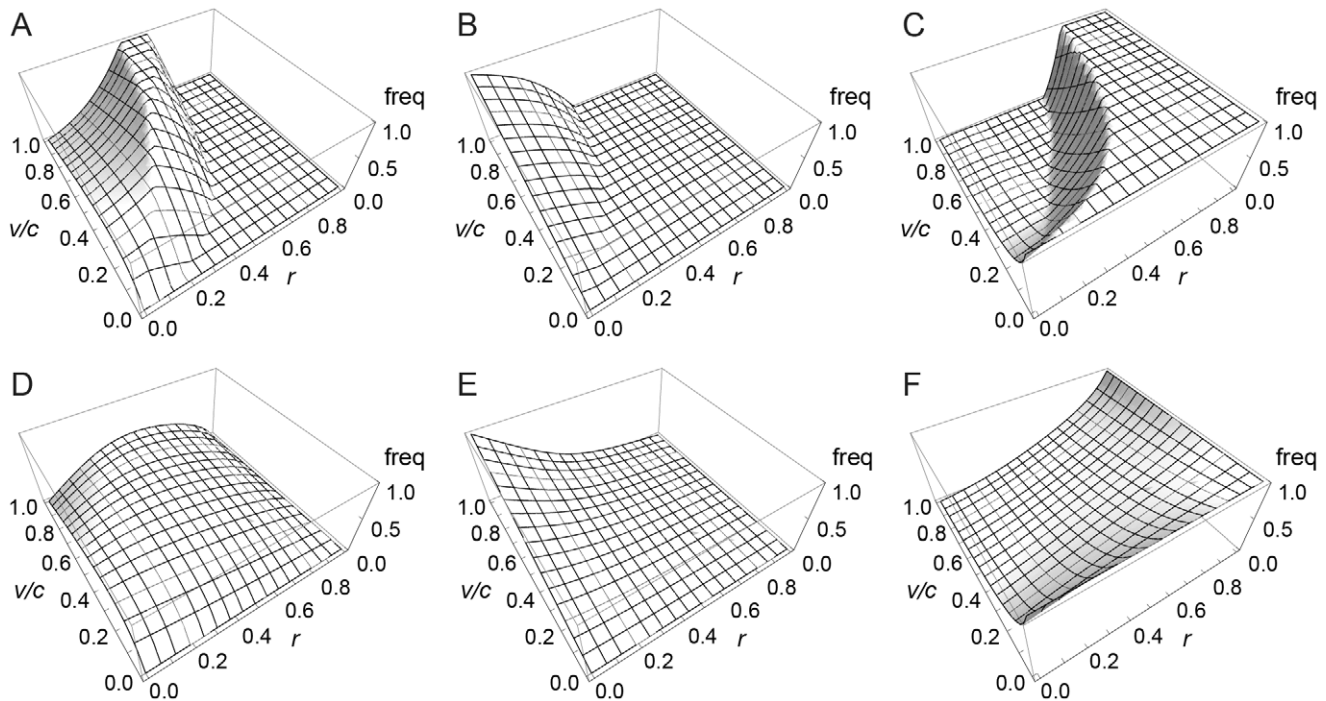 A B C
freq freq freq
1.0 1.0 1.0
1.0 0.5 1.0 0.5 1.0 0.5
0.8 0.0 0.8 0.0 0.8 0.0
0.6 0.8 0.6 0.8 0.6 0.8
v/c 0.4 0.6 v/c 0.4 0.6 v/c 0.4 0.6
0.2 0.4 r 0.2 0.4 r 0.2 0.4 r
0.0 0.2 0.0 0.2 0.0 0.2
0.0 0.0 0.0
D E F
freq freq freq
1.0 1.0 1.0
1.0 0.5 1.0 0.5 1.0 0.5
0.8 0.0 0.8 0.0 0.8 0.0
0.6 0.8 0.6 0.8 0.6 0.8
v/c 0.4 0.6 v/c 0.4 0.6 v/c 0.4 0.6
0.2 0.4 r 0.2 0.4 r 0.2 0.4 r
0.0 0.2 0.0 0.2 0.0 0.2
0.0 0.0 0.0